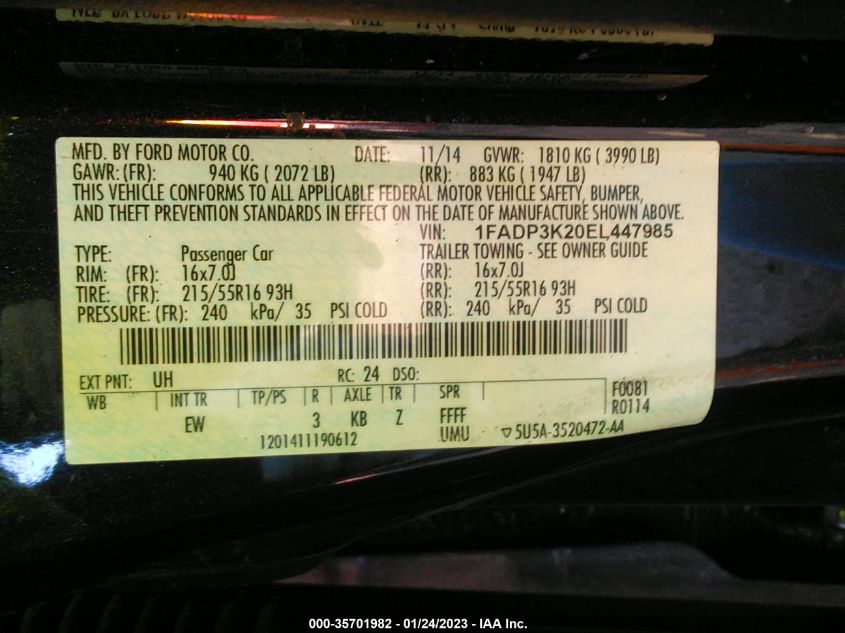 MFD. BY FORD MOTOR CO. DATE: 11/14 GVWR: 1810 KG ( 3990 LB)
GAWR: (FR): 940 KG ( 2072 LB) (RR): 883 KG ( 1947 LB)
THIS VEHICLE CONFORMS TO ALL APPLICABLE FEDERAL MOTOR VEHICLE SAFETY, BUMPER,
AND THEFT PREVENTION STANDARDS IN EFFECT ON THE DATE OF MANUFACTURE SHOWN ABOVE.
VIN: 1FADP3K20EL447985
TYPE: Passenger Car TRAILER TOWING - SEE OWNER GUIDE
RIM: (FR): 16x7.0J (RR): 16x7.0J
TIRE: (FR): 215/55R16 93H (RR): 215/55R16 93H
PRESSURE: (FR): 240 kPa/ 35 PSI COLD (RR): 240 kPa/ 35 PSI COLD
EXT PNT: UH RC: 24 DSO:
WB INT TR TP/PS R AXLE TR SPR F0081
EW 3 KB Z FFFF R0114
1201411190612 UMU ▽5U5A-3520472-AA
000-35701982 - 01/24/2023 - IAA Inc.